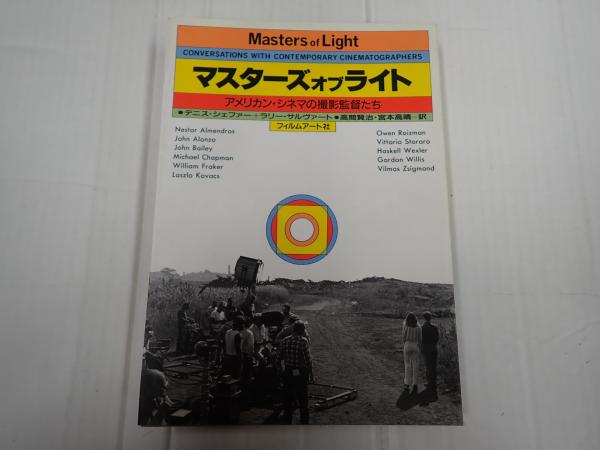 Masters of Light
CONVERSATIONS WITH CONTEMPORARY CINEMATOGRAPHERS
マスターズオブライト
アメリカン・シネマの撮影監督たち
●デニス・シェファー+ラリー・サルヴァート●高間賢治・宮本高晴=訳
フィルムアート社
Nestor Almendros
John Alonzo
John Bailey
Michael Chapman
William Fraker
Laszlo Kovacs
Owen Roizman
Vittorio Storaro
Haskell Wexler
Gordon Willis
Vilmos Zsigmond